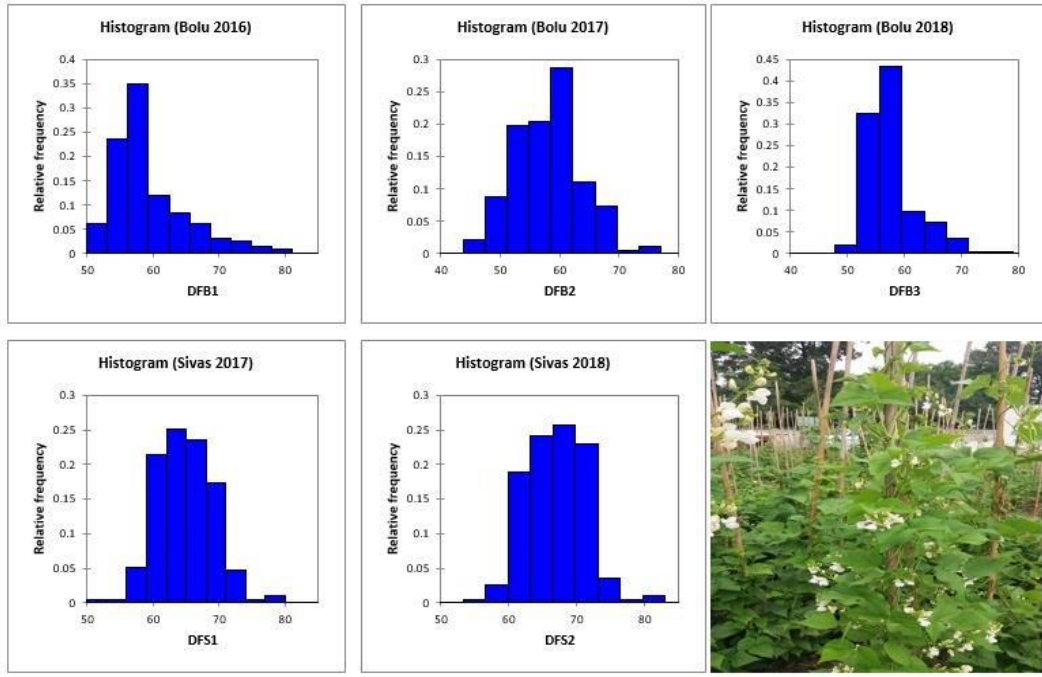 Histogram (Bolu 2016)
Relative frequency
0.4
0.35
0.3
0.25
0.2
0.15
0.1
0.05
0
50 60 70 80
DFB1
Histogram (Bolu 2017)
Relative frequency
0.3
0.25
0.2
0.15
0.1
0.05
0
40 50 60 70 80
DFB2
Histogram (Bolu 2018)
Relative frequency
0.45
0.4
0.35
0.3
0.25
0.2
0.15
0.1
0.05
0
40 50 60 70 80
DFB3
Histogram (Sivas 2017)
Relative frequency
0.3
0.25
0.2
0.15
0.1
0.05
0
50 60 70 80
DFS1
Histogram (Sivas 2018)
Relative frequency
0.3
0.25
0.2
0.15
0.1
0.05
0
50 60 70 80
DFS2